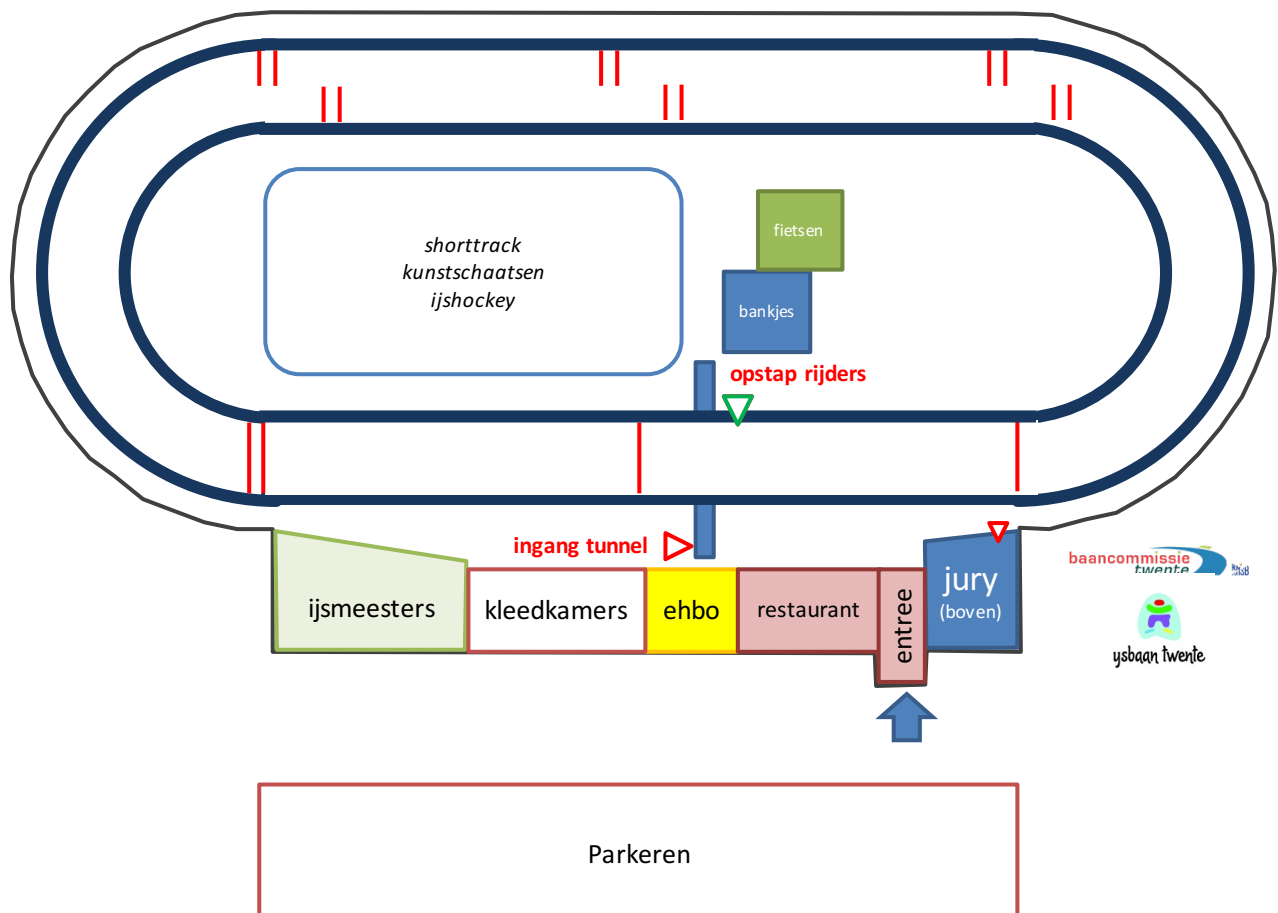 shorttrack
kunstschaatsen
ijshockey
fietsen
bankjes
opstap rijders
ingang tunnel
ijsmeesters
kleedkamers
ehbo
restaurant
entree
jury
(boven)
baancommissie
twente
ysbaan twente
Parkeren